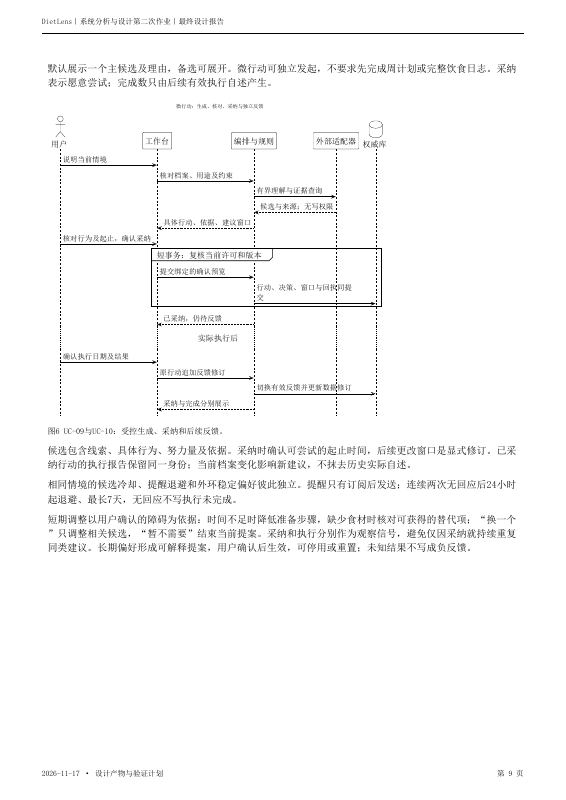 DietLens | 系统分析与设计第二次作业 | 最终设计报告
默认展示一个主候选及理由，备选可展开。微行动可独立发起，不要求先完成周计划或完整饮食日志。采纳
表示愿意尝试；完成数只由后续有效执行自述产生。
微行动：生成、核对、采纳与独立反馈
用户
工作台
编排与规则
外部适配器
权威库
说明当前情境
核对档案、用途及约束
有界理解与证据查询
候选与来源；无写权限
具体行动、依据、建议窗口
核对行为及起止，确认采纳
短事务：复核当前许可和版本
提交绑定的确认预览
行动、决策、窗口与回执同提
交
已采纳，仍待反馈
实际执行后
确认执行日期及结果
原行动追加反馈修订
切换有效反馈并更新数据修订
采纳与完成分别展示
图6 UC-09与UC-10：受控生成、采纳和后续反馈。
候选包含线索、具体行为、努力量及依据。采纳时确认可尝试的起止时间，后续更改窗口是显式修订。已采
纳行动的执行报告保留同一身份；当前档案变化影响新建议，不抹去历史实际自述。
相同情境的候选冷却、提醒退避和外环稳定偏好彼此独立。提醒只有订阅后发送；连续两次无回应后24小时
起退避、最长7天，无回应不写执行未完成。
短期调整以用户确认的障碍为依据：时间不足时降低准备步骤，缺少食材时核对可获得的替代项；“换一个
”只调整相关候选，“暂不需要”结束当前提案。采纳和执行分别作为观察信号，避免仅因采纳就持续重复
同类建议。长期偏好形成可解释提案，用户确认后生效，可停用或重置；未知结果不写成负反馈。
2026-11-17 • 设计产物与验证计划
第 9 页